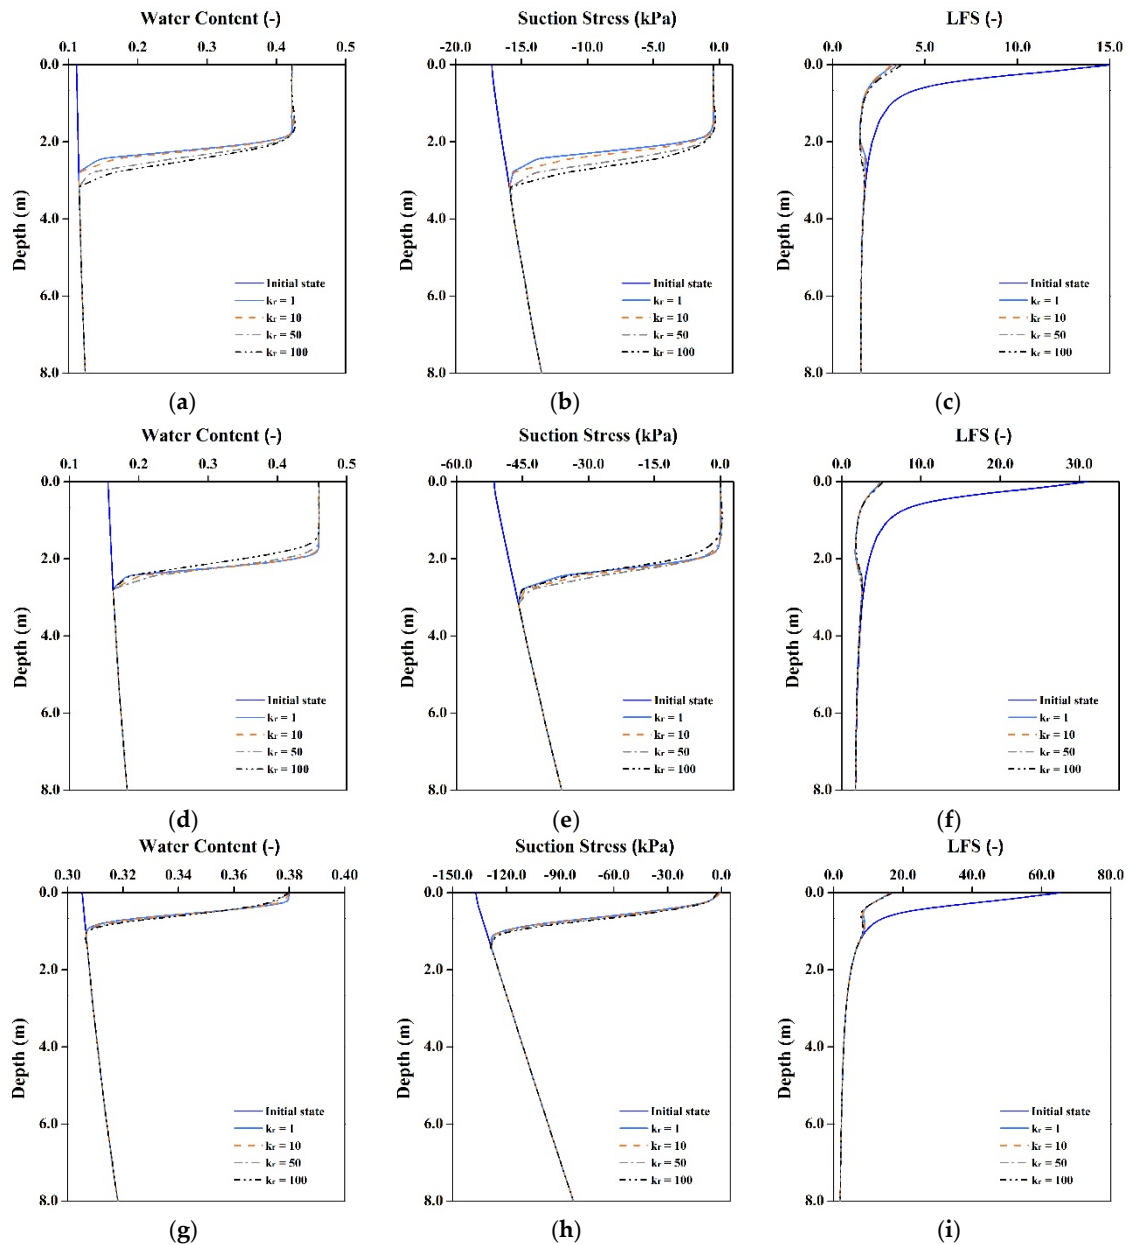 Water Content (-)
0.1 0.2 0.3 0.4 0.5
0.0
2.0
4.0
6.0
8.0
Depth (m)
Initial state
kr = 1
kr = 10
kr = 50
kr = 100
(a)
Suction Stress (kPa)
-20.0 -15.0 -10.0 -5.0 0.0
0.0
2.0
4.0
6.0
8.0
Depth (m)
Initial state
kr = 1
kr = 10
kr = 50
kr = 100
(b)
LFS (-)
0.0 5.0 10.0 15.0
0.0
2.0
4.0
6.0
8.0
Depth (m)
Initial state
kr = 1
kr = 10
kr = 50
kr = 100
(c)
Water Content (-)
0.1 0.2 0.3 0.4 0.5
0.0
2.0
4.0
6.0
8.0
Depth (m)
Initial state
kr = 1
kr = 10
kr = 50
kr = 100
(d)
Suction Stress (kPa)
-60.0 -45.0 -30.0 -15.0 0.0
0.0
2.0
4.0
6.0
8.0
Depth (m)
Initial state
kr = 1
kr = 10
kr = 50
kr = 100
(e)
LFS (-)
0.0 10.0 20.0 30.0
0.0
2.0
4.0
6.0
8.0
Depth (m)
Initial state
kr = 1
kr = 10
kr = 50
kr = 100
(f)
Water Content (-)
0.30 0.32 0.34 0.36 0.38 0.40
0.0
2.0
4.0
6.0
8.0
Depth (m)
Initial state
kr = 1
kr = 10
kr = 50
kr = 100
(g)
Suction Stress (kPa)
-150.0 -120.0 -90.0 -60.0 -30.0 0.0
0.0
2.0
4.0
6.0
8.0
Depth (m)
Initial state
kr = 1
kr = 10
kr = 50
kr = 100
(h)
LFS (-)
0.0 20.0 40.0 60.0 80.0
0.0
2.0
4.0
6.0
8.0
Depth (m)
Initial state
kr = 1
kr = 10
kr = 50
kr = 100
(i)